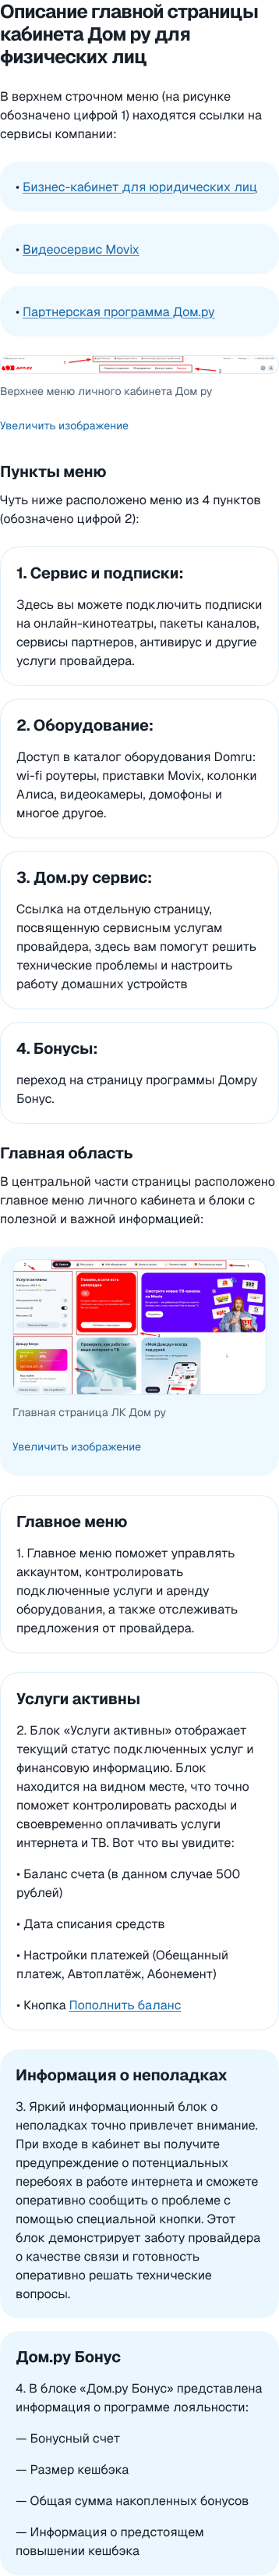 Описание главной страницы
кабинета Дом ру для
физических лиц
В верхнем строчном меню (на рисунке
обозначено цифрой 1) находятся ссылки на
сервисы компании:
• Бизнес-кабинет для юридических лиц
• Видеосервис Movix
• Партнерская программа Дом.ру
Верхнее меню личного кабинета Дом ру
Увеличить изображение
Пункты меню
Чуть ниже расположено меню из 4 пунктов
(обозначено цифрой 2):
1. Сервис и подписки:
Здесь вы можете подключить подписки
на онлайн-кинотеатры, пакеты каналов,
сервисы партнеров, антивирус и другие
услуги провайдера.
2. Оборудование:
Доступ в каталог оборудования Domru:
wi-fi роутеры, приставки Movix, колонки
Алиса, видеокамеры, домофоны и
многое другое.
3. Дом.ру сервис:
Ссылка на отдельную страницу,
посвященную сервисным услугам
провайдера, здесь вам помогут решить
технические проблемы и настроить
работу домашних устройств
4. Бонусы:
переход на страницу программы Домру
Бонус.
Главная область
В центральной части страницы расположено
главное меню личного кабинета и блоки с
полезной и важной информацией:
Услуги активны
Главная страница ЛК Дом ру
Увеличить изображение
Главное меню
1. Главное меню поможет управлять
аккаунтом, контролировать
подключенные услуги и аренду
оборудования, а также отслеживать
предложения от провайдера.
Услуги активны
2. Блок «Услуги активны» отображает
текущий статус подключенных услуг и
финансовую информацию. Блок
находится на видном месте, что точно
поможет контролировать расходы и
своевременно оплачивать услуги
интернета и ТВ. Вот что вы увидите:
• Баланс счета (в данном случае 500
рублей)
• Дата списания средств
• Настройки платежей (Обещанный
платеж, Автоплатёж, Абонемент)
• Кнопка Пополнить баланс
Информация о неполадках
3. Яркий информационный блок о
неполадках точно привлечет внимание.
При входе в кабинет вы получите
предупреждение о потенциальных
перебоях в работе интернета и сможете
оперативно сообщить о проблеме с
помощью специальной кнопки. Этот
блок демонстрирует заботу провайдера
о качестве связи и готовность
оперативно решать технические
вопросы.
Дом.ру Бонус
4. В блоке «Дом.ру Бонус» представлена
информация о программе лояльности:
— Бонусный счет
— Размер кешбэка
— Общая сумма накопленных бонусов
— Информация о предстоящем
повышении кешбэка